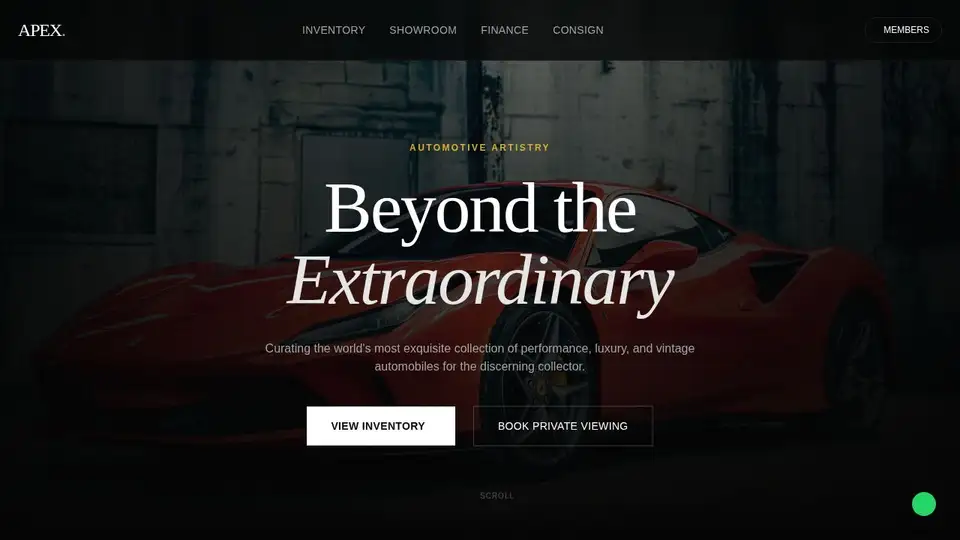 APEX.
INVENTORY
SHOWROOM
FINANCE
CONSIGN
MEMBERS
AUTOMOTIVE ARTISTRY
Beyond the
Extraordinary
Curating the world's most exquisite collection of performance, luxury, and vintage
automobiles for the discerning collector.
VIEW INVENTORY
BOOK PRIVATE VIEWING
SCROLL